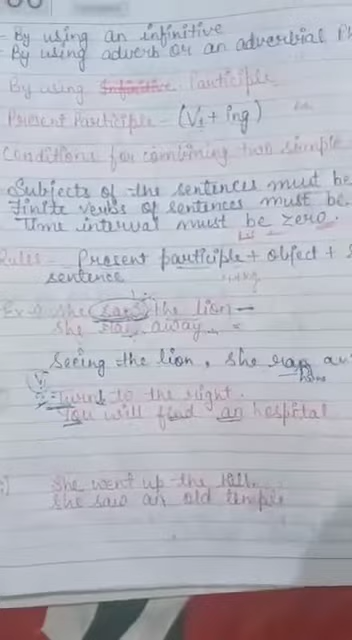 - By using an infinitive
- By using adverb or an adverbial Ph
By using Infinitive Participle
Present Participle - (V1 + ing)
Conditions for combining two simple
Subjects of the sentences must be
Finite verbs of sentences must be
Time interval must be zero.
Rules - Present participle + object +
sentence
Ex-① She saw the lion -
She ran away.
Seeing the lion, she ran aw
Turn to the right.
You will find an hospital
She went up the hill.
She saw an old temple